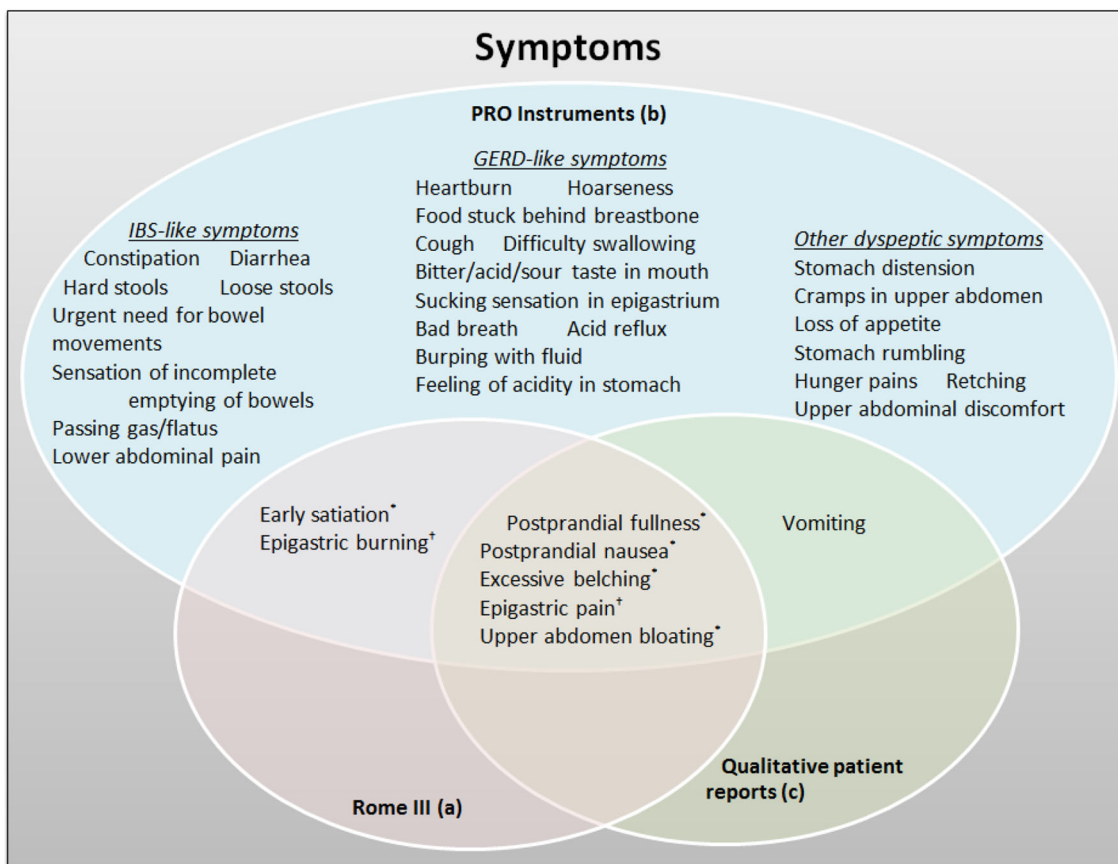 Symptoms
PRO Instruments (b)
IBS-like symptoms
Constipation Diarrhea
Hard stools Loose stools
Urgent need for bowel
movements
Sensation of incomplete
emptying of bowels
Passing gas/flatus
Lower abdominal pain
GERD-like symptoms
Heartburn Hoarseness
Food stuck behind breastbone
Cough Difficulty swallowing
Bitter/acid/sour taste in mouth
Sucking sensation in epigastrium
Bad breath Acid reflux
Burping with fluid
Feeling of acidity in stomach
Other dyspeptic symptoms
Stomach distension
Cramps in upper abdomen
Loss of appetite
Stomach rumbling
Hunger pains Retching
Upper abdominal discomfort
Early satiation*
Epigastric burning†
Postprandial fullness*
Postprandial nausea*
Excessive belching*
Epigastric pain†
Upper abdomen bloating*
Vomiting
Rome III (a)
Qualitative patient
reports (c)